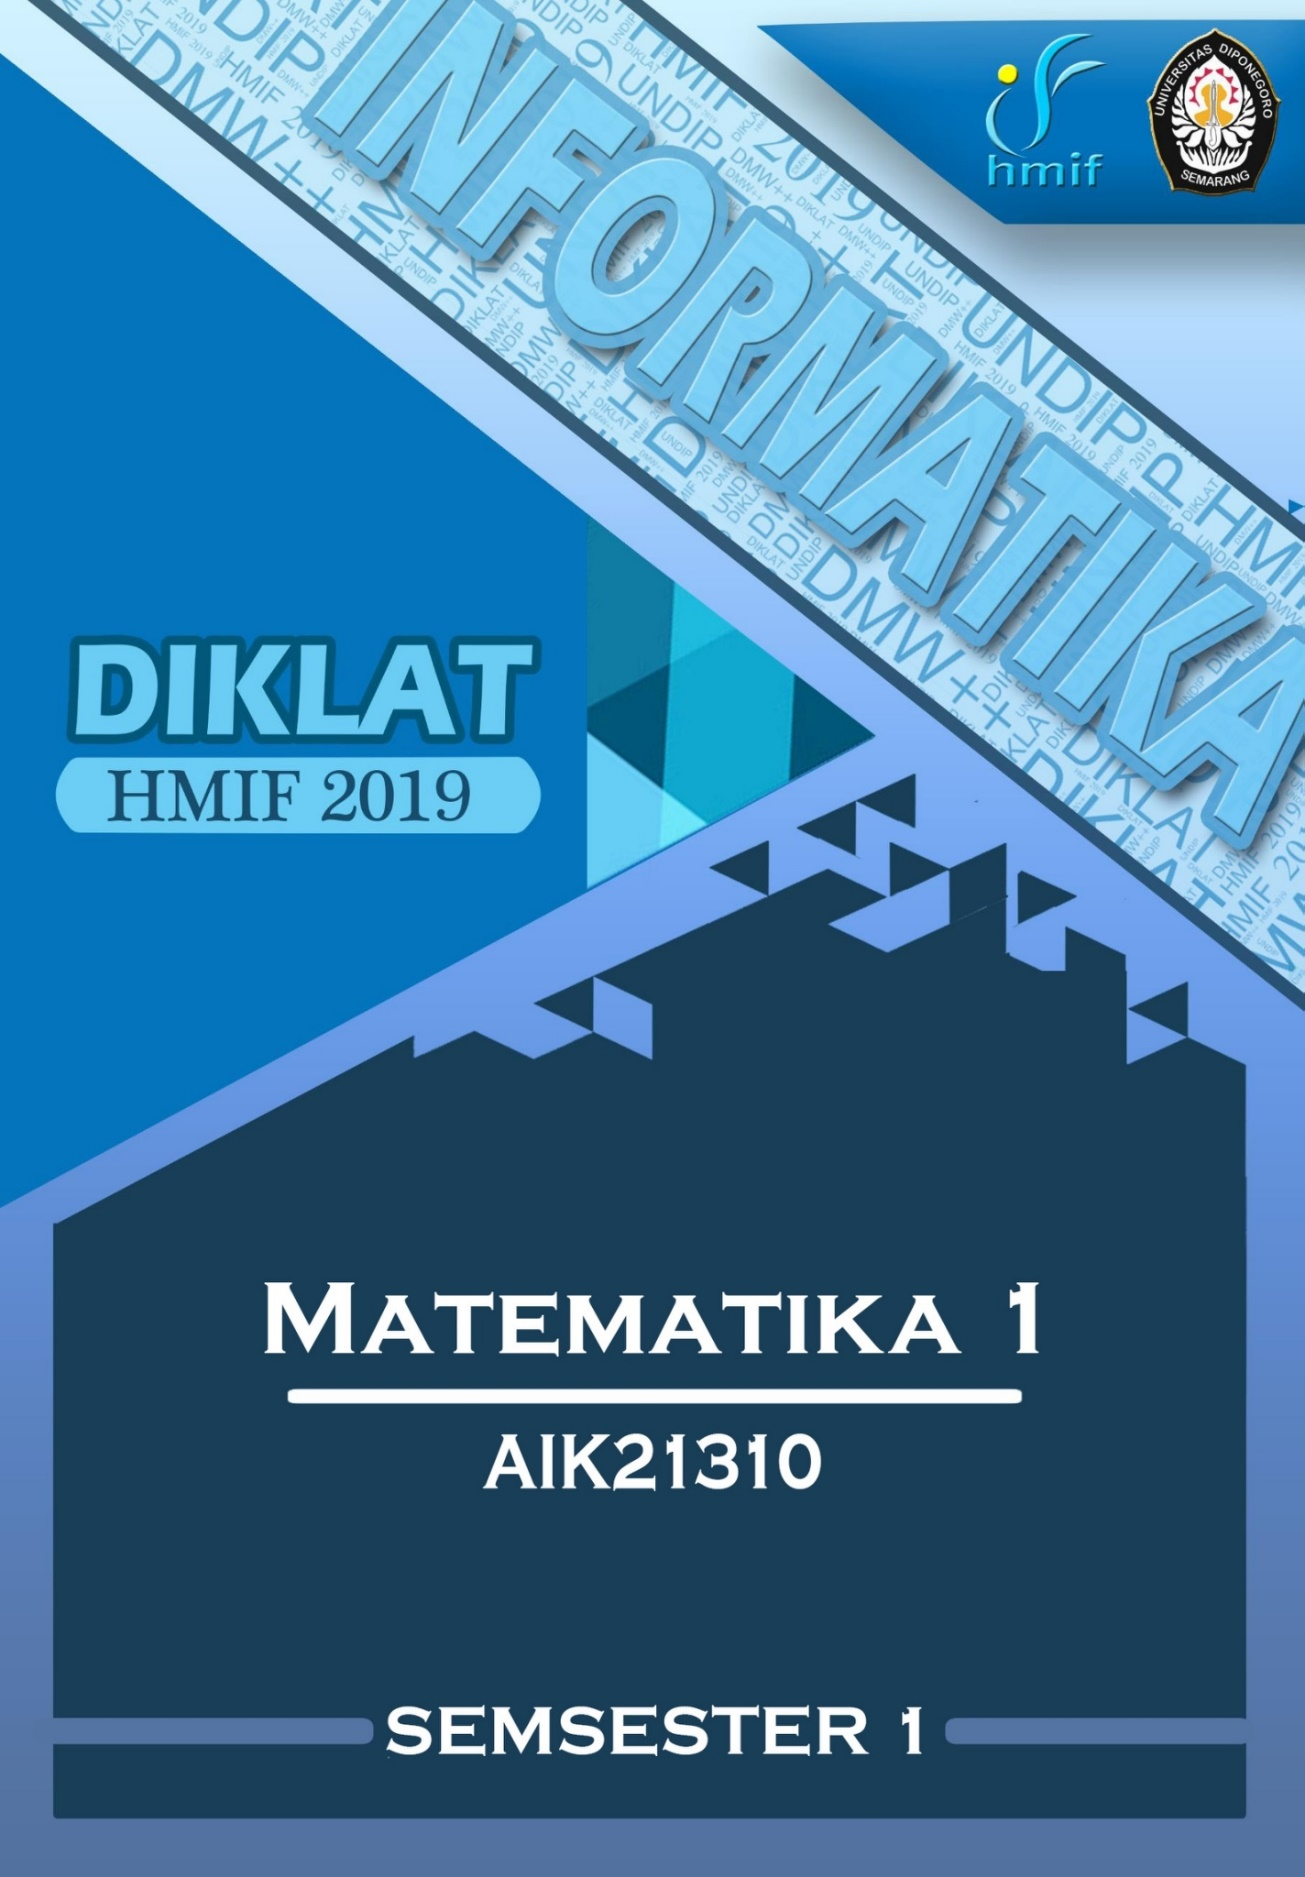 INFORMATIKA
hmif
UNIVERSITAS DIPONEGORO
SEMARANG
DIKLAT
HMIF 2019
MATEMATIKA 1
AIK21310
SEMSESTER 1